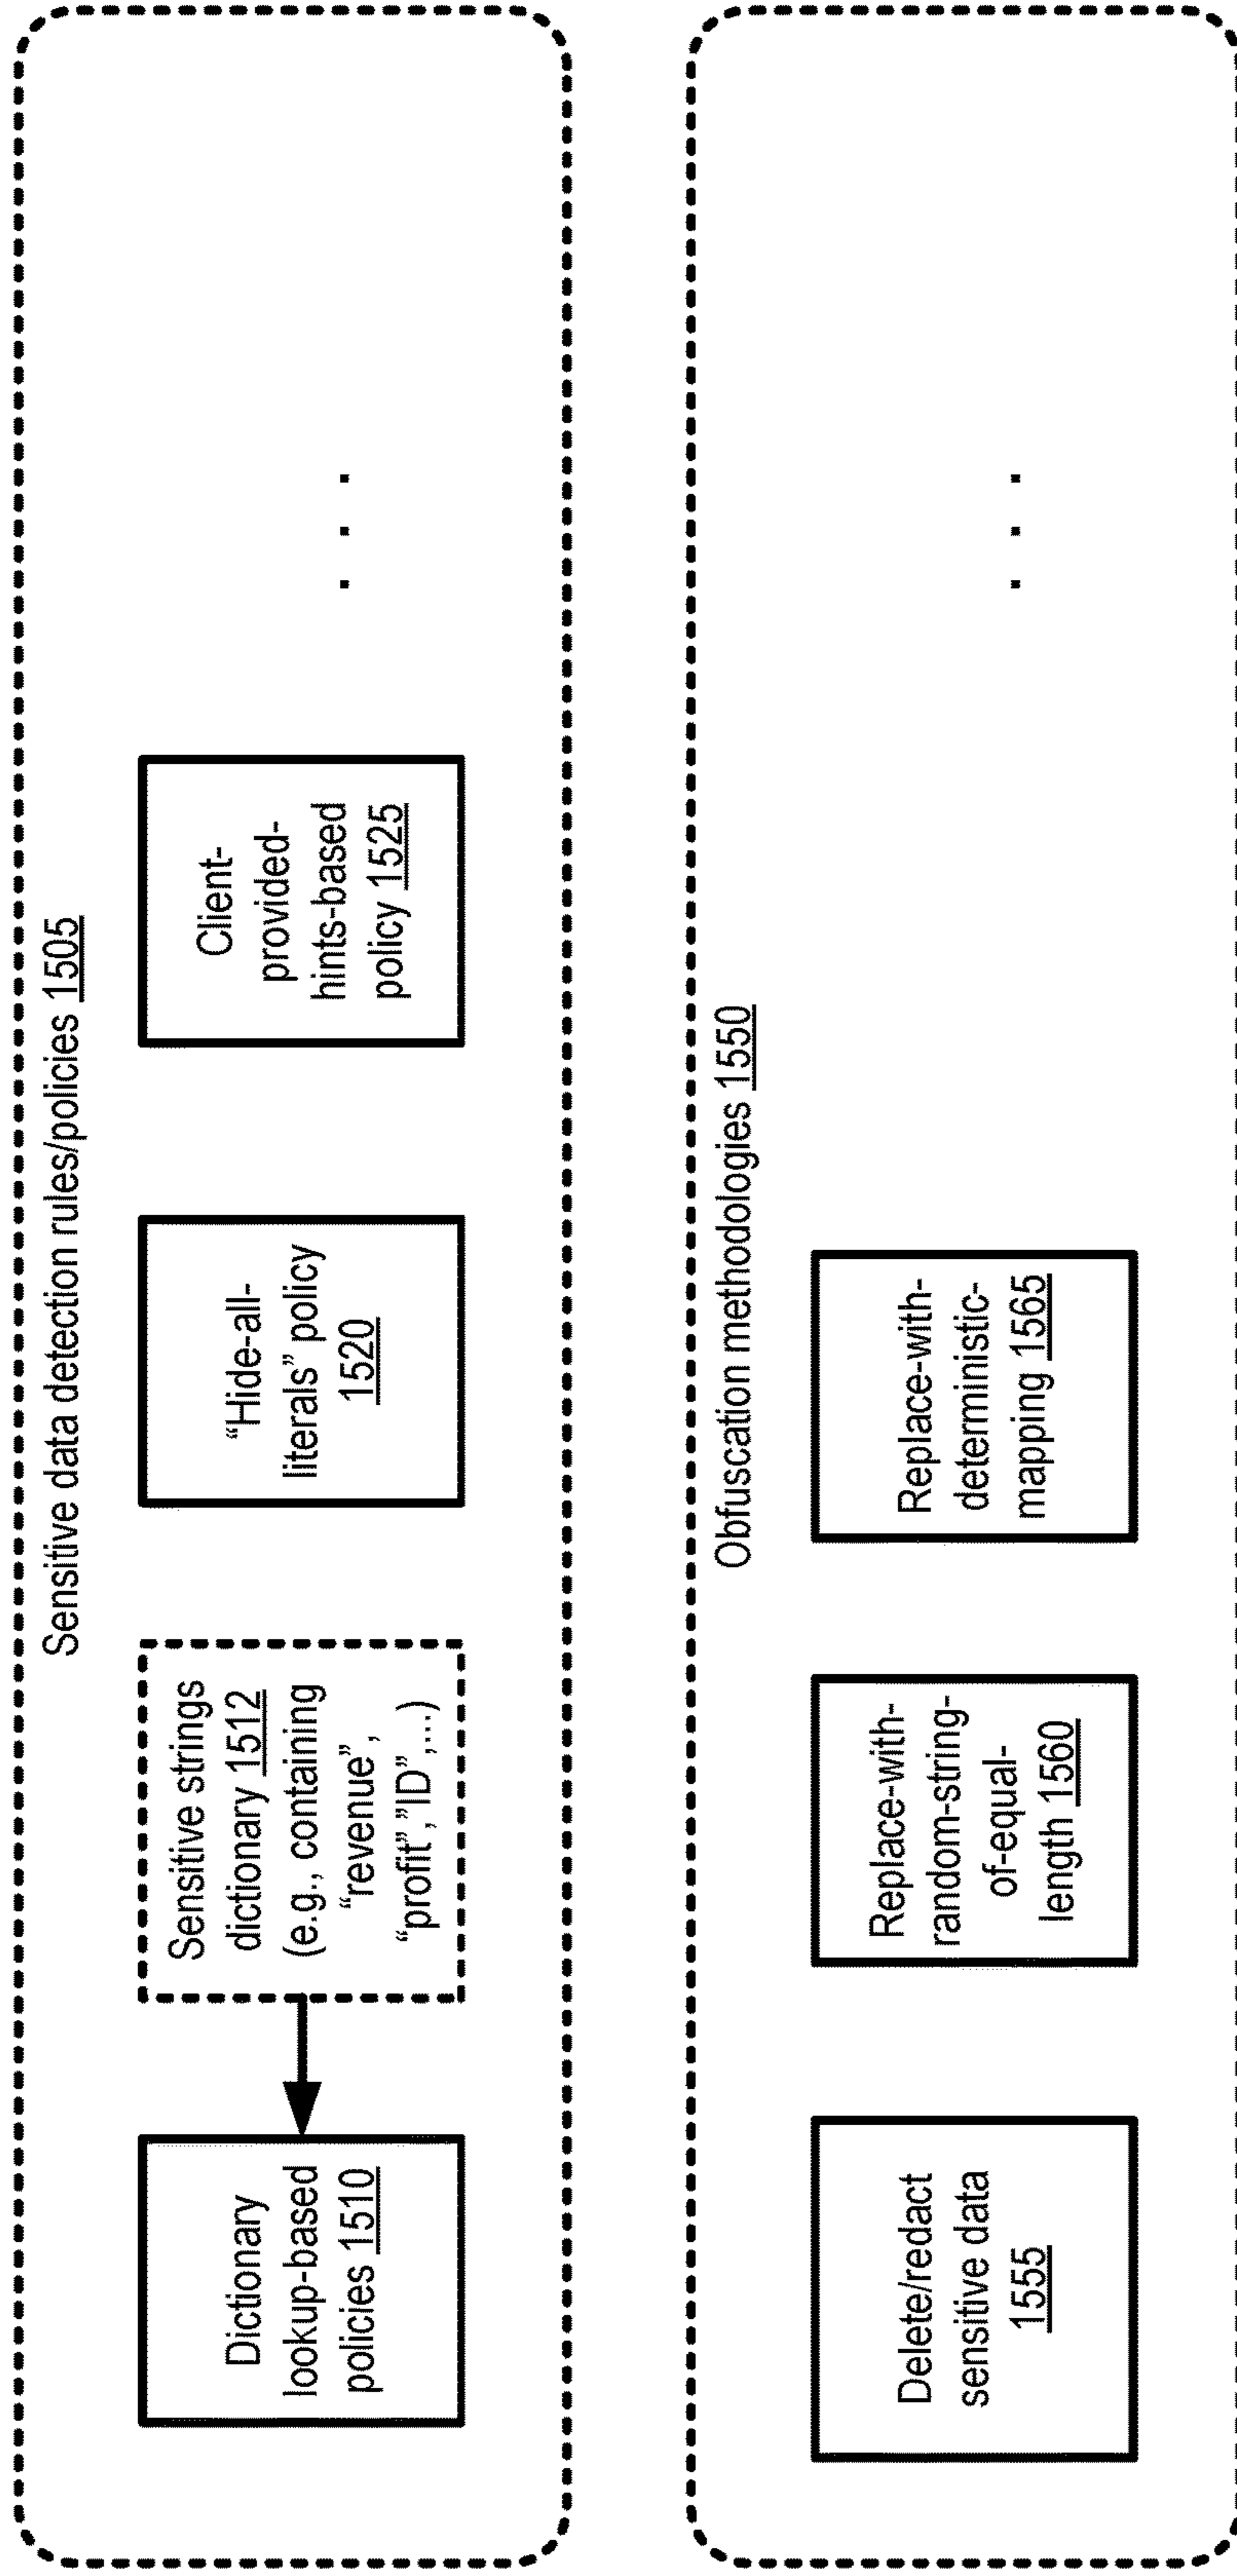 Sensitive data detection rules/policies 1505
Dictionary
lookup-based
policies 1510
Sensitive strings
dictionary 1512
(e.g., containing
“revenue”,
“profit”,”ID”,...)
“Hide-all-
literals” policy
1520
Client-
provided-
hints-based
policy 1525
. . .
Obfuscation methodologies 1550
Delete/redact
sensitive data
1555
Replace-with-
random-string-
of-equal-
length 1560
Replace-with-
deterministic-
mapping 1565
. . .